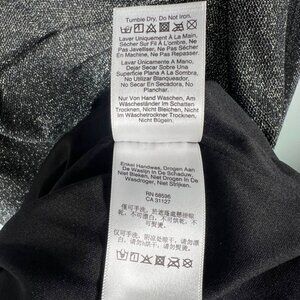 Tumble Dry, Do Not Iron.
Lavar Uniquement À La Main,
Sécher Sur Fil À L'ombre, Ne
Pas Javelliser, Ne Pas Sécher
En Machine, Ne Pas Repasser.
Lavar Unicamente A Mano,
Dejar Secar Sobre Una
Superficie Plana A La Sombra.
No Utilizar Blanqueador.
No Secar En Secadora, No
Planchar.
Nur Von Hand Waschen, Am
Wäscheständer Im Schatten
Trocknen, Nicht Bleichen, Nicht
Im Wäschetrockner Trocknen,
Nicht Bügeln.
Enkel Handwas, Drogen Aan
De Waslijn In De Schaduw,
Niet Bleken, Niet Drogen In De
Wasdroger, Niet Strijken.
RN 68596
CA 31127